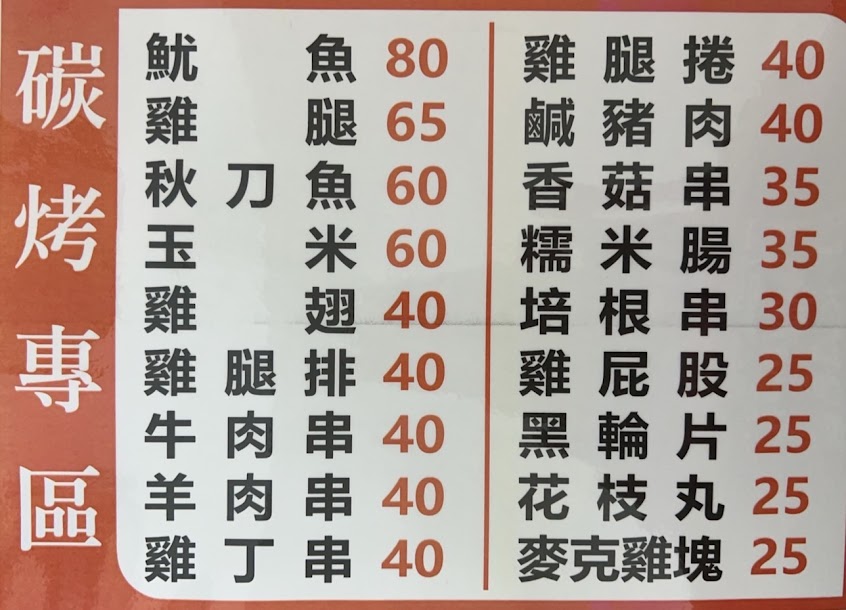 碳烤專區
魷魚 80
雞腿 65
秋刀魚 60
玉米 60
雞翅 40
雞腿排 40
牛肉串 40
羊肉串 40
雞丁串 40
雞腿捲 40
鹹豬肉 40
香菇串 35
糯米腸 35
培根串 30
雞屁股 25
黑輪片 25
花枝丸 25
麥克雞塊 25